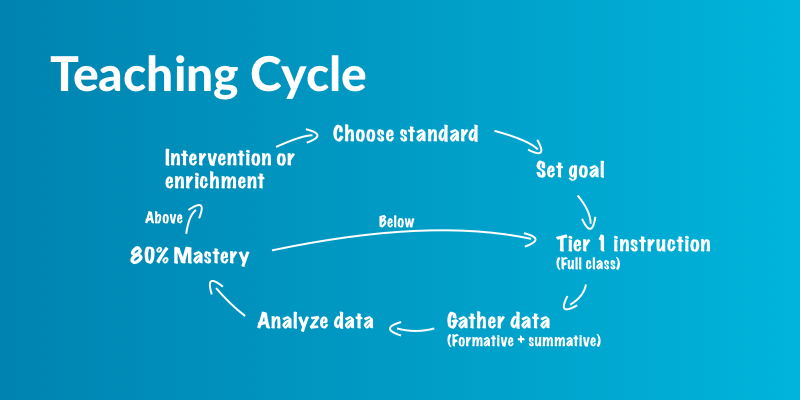 Teaching Cycle
Choose standard
Set goal
Tier 1 instruction
(Full class)
Gather data
(Formative + summative)
Analyze data
80% Mastery
Above
Below
Intervention or
enrichment